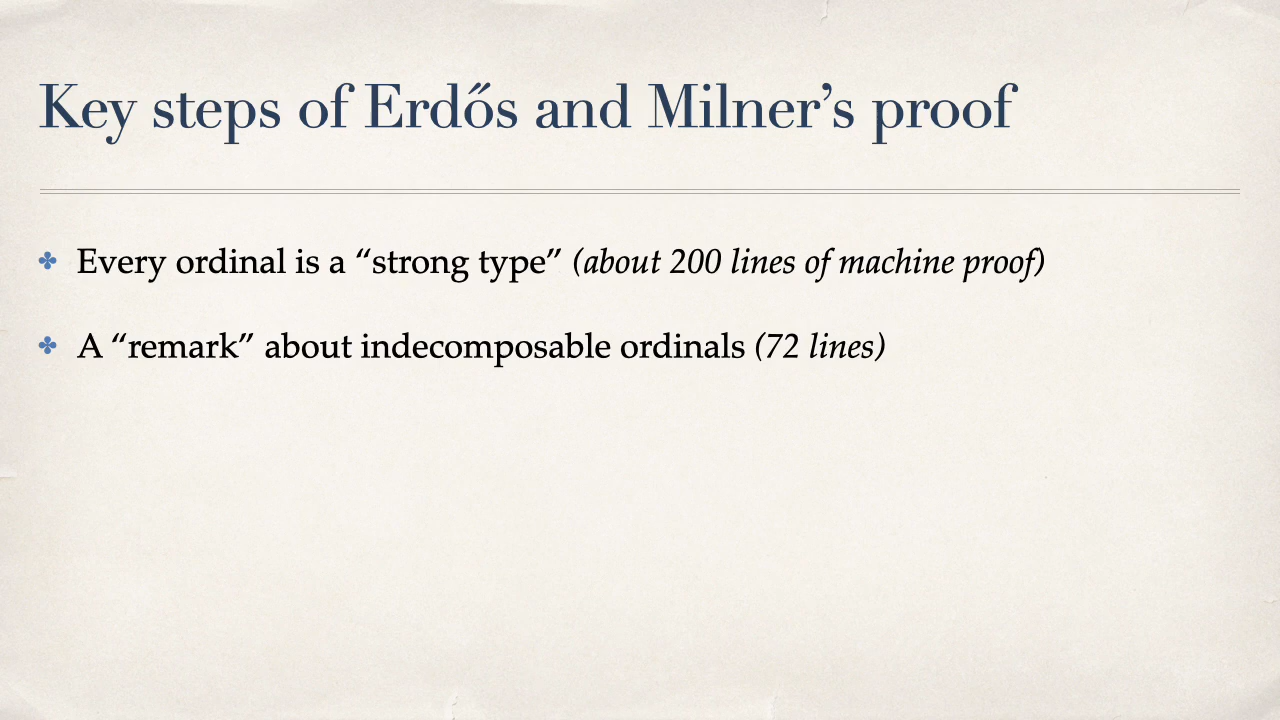 Key steps of Erdős and Milner’s proof
✤ Every ordinal is a “strong type” (about 200 lines of machine proof)
✤ A “remark” about indecomposable ordinals (72 lines)